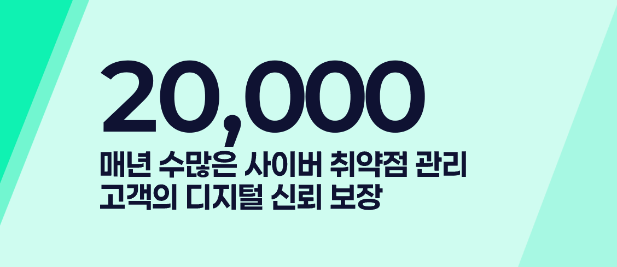 20,000
매년 수많은 사이버 취약점 관리
고객의 디지털 신뢰 보장